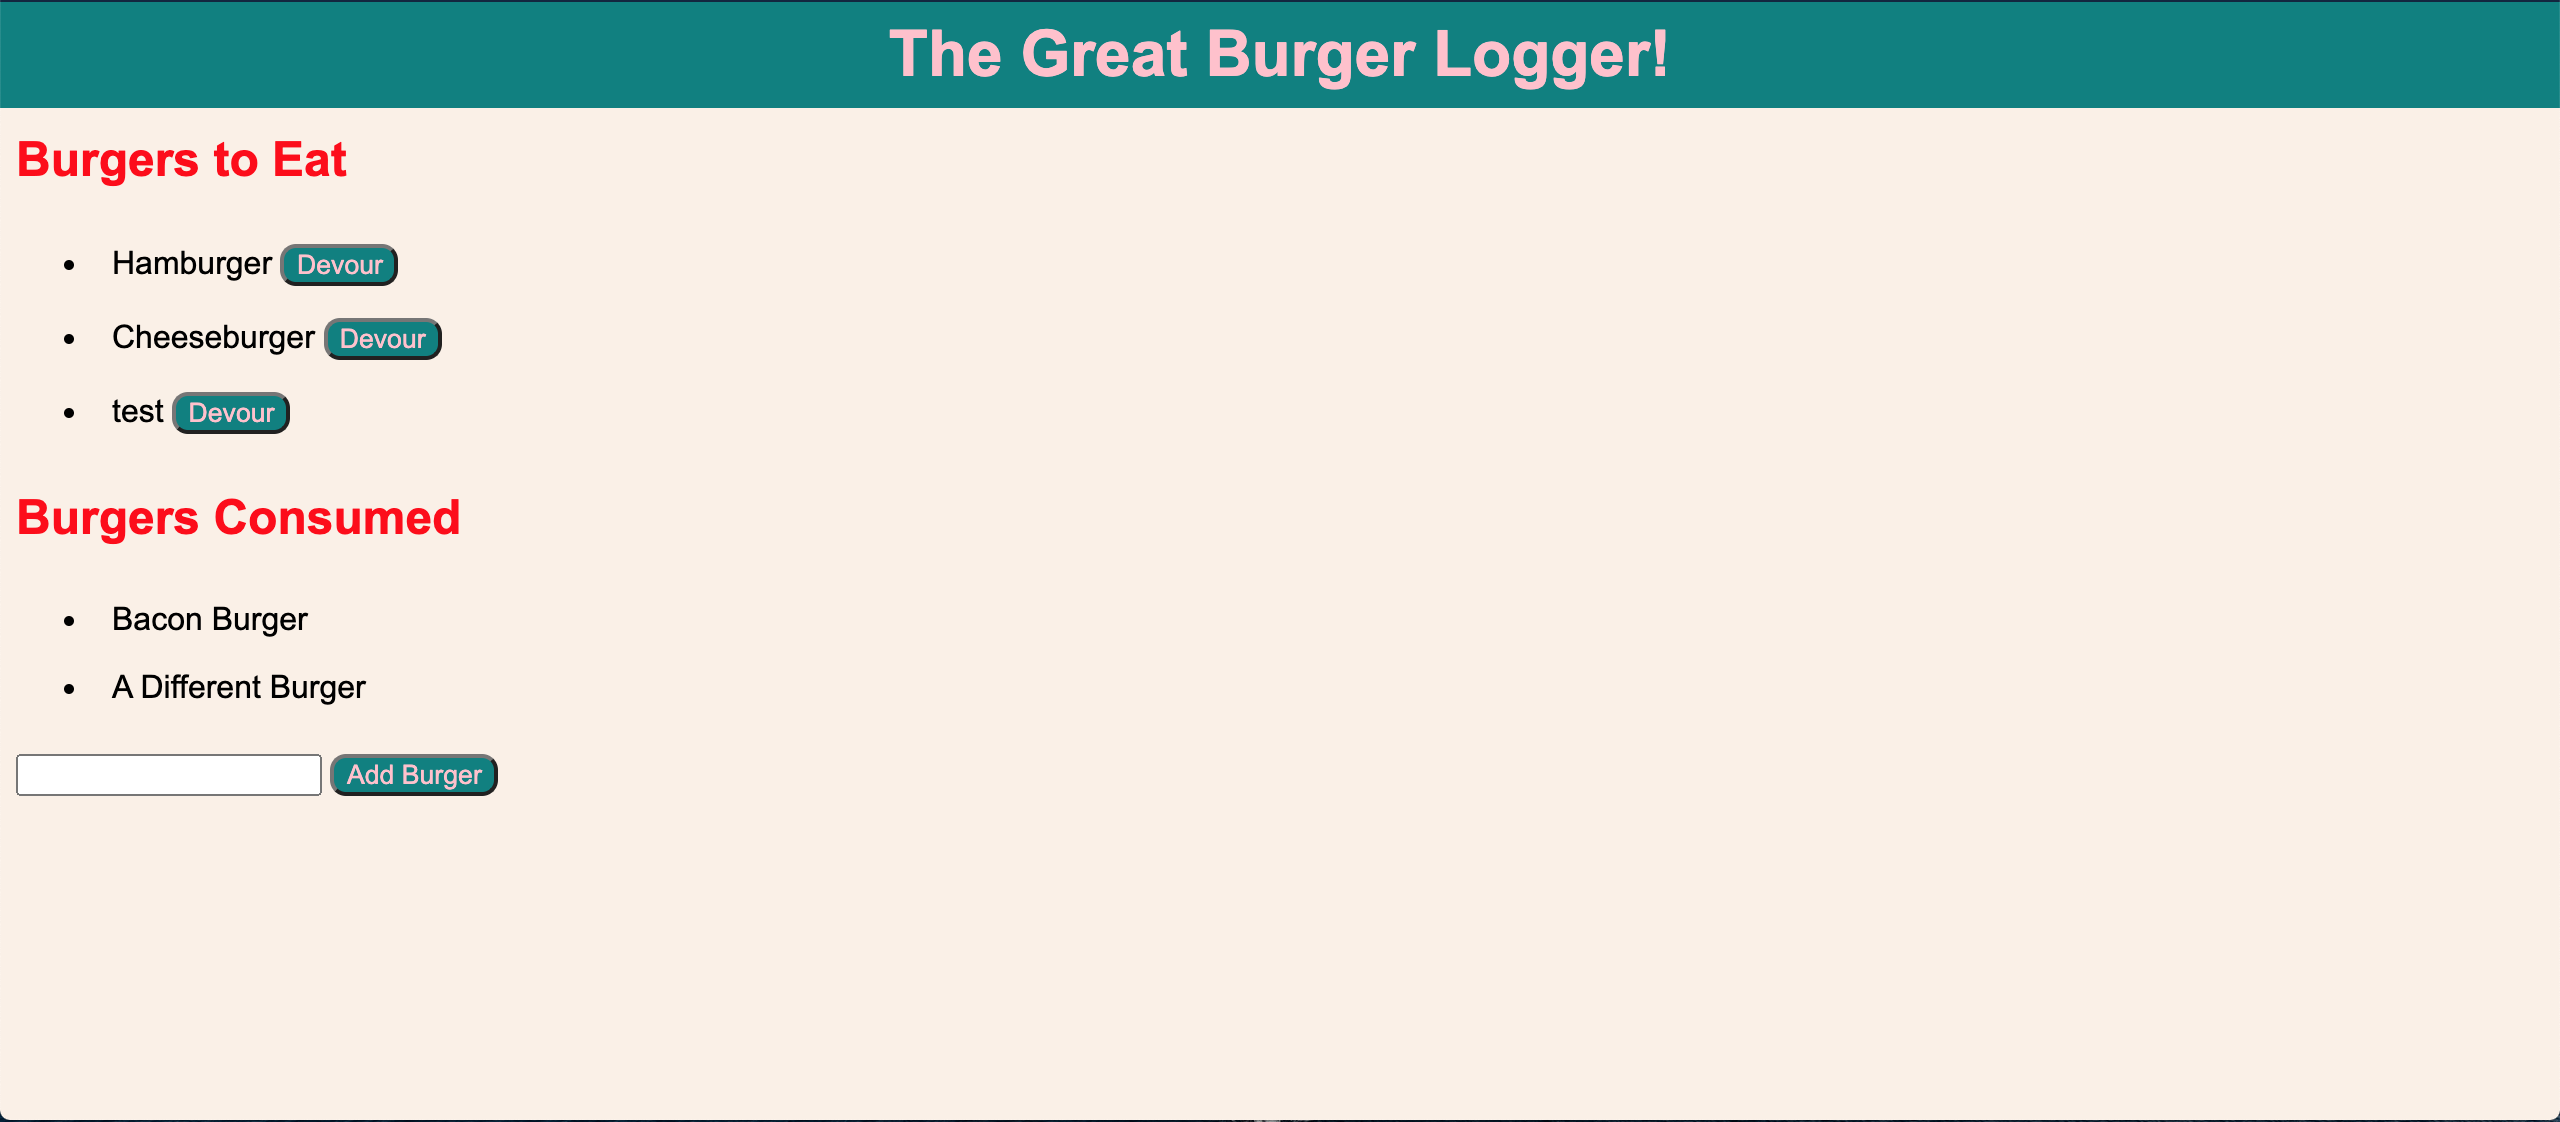 The Great Burger Logger!
Burgers to Eat
Hamburger Devour
Cheeseburger Devour
test Devour
Burgers Consumed
Bacon Burger
A Different Burger
Add Burger